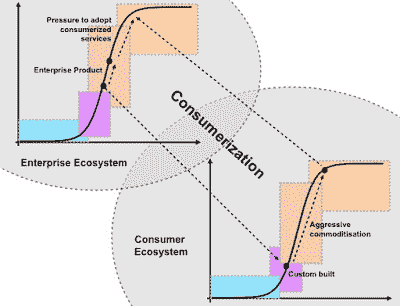 Pressure to adopt
consumerized
services
Enterprise Product
Consumerization
Enterprise Ecosystem
Consumer
Ecosystem
Aggressive
commoditisation
Custom built